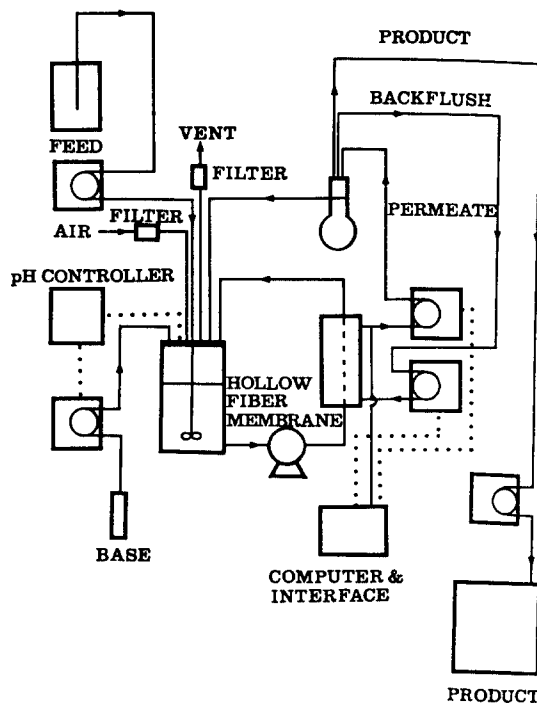 PRODUCT
BACKFLUSH
VENT
FEED
FILTER
FILTER
PERMEATE
AIR
pH CONTROLLER
HOLLOW
FIBER
MEMBRANE
BASE
COMPUTER &
INTERFACE
PRODUCT